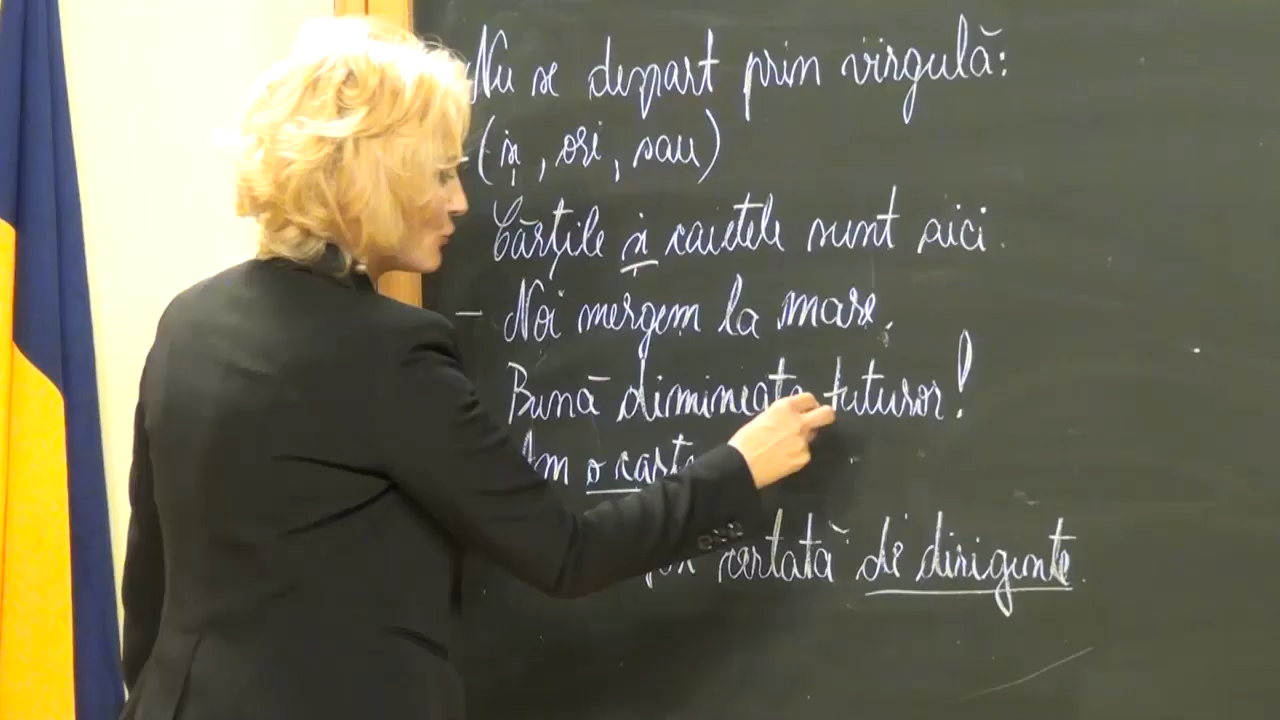 Nu se despart prin virgulă:
(și, ori, sau)
Cărțile și caietele sunt aici.
- Noi mergem la mare.
Bună dimineața tuturor!
Am o carte
certată de diriginte.